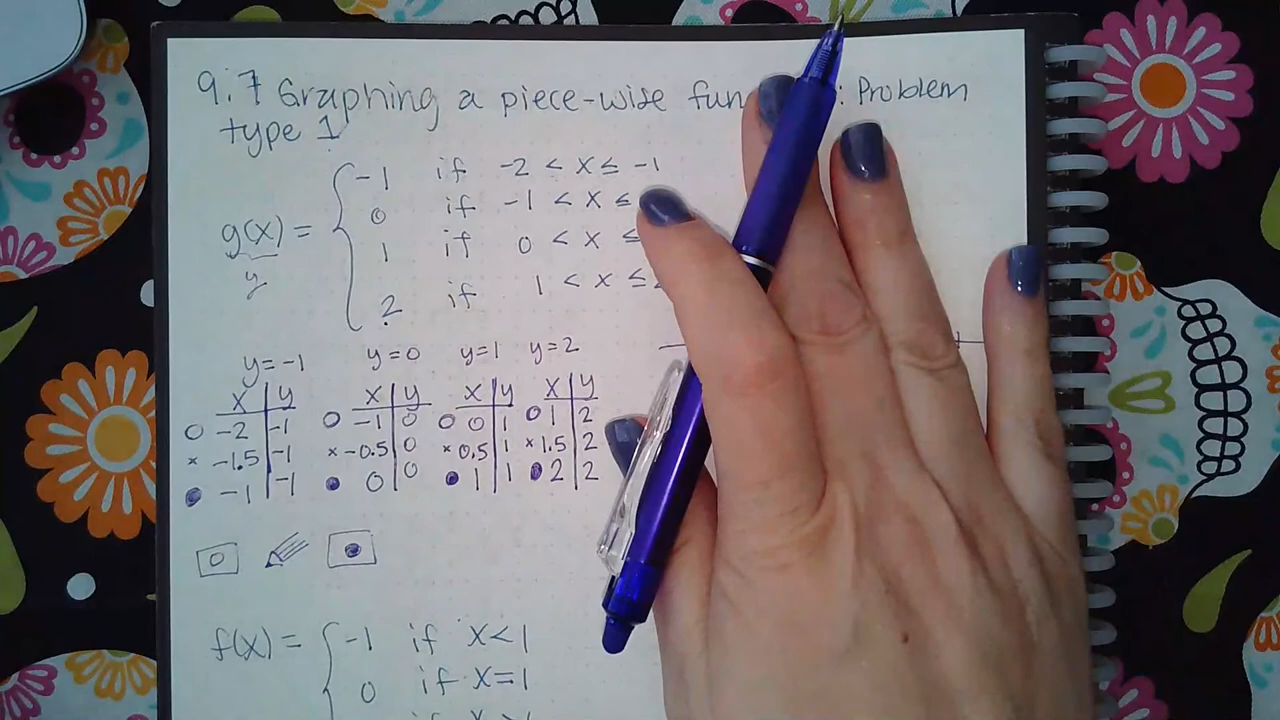 9.7 Graphing a piece-wise fun : Problem
type 1
-1 if -2 < x ≤ -1
0 if -1 < x ≤
g(x) = 1 if 0 < x ≤
y
2 if 1 < x ≤
y=-1 y=0 y=1 y=2
x y x y x y x y
-2 -1 -1 0 0 1 1 2
x -1.5 -1 x -0.5 0 x 0.5 1 x 1.5 2
-1 -1 0 0 1 1 2 2
f(x) = -1 if x<1
0 if x=1